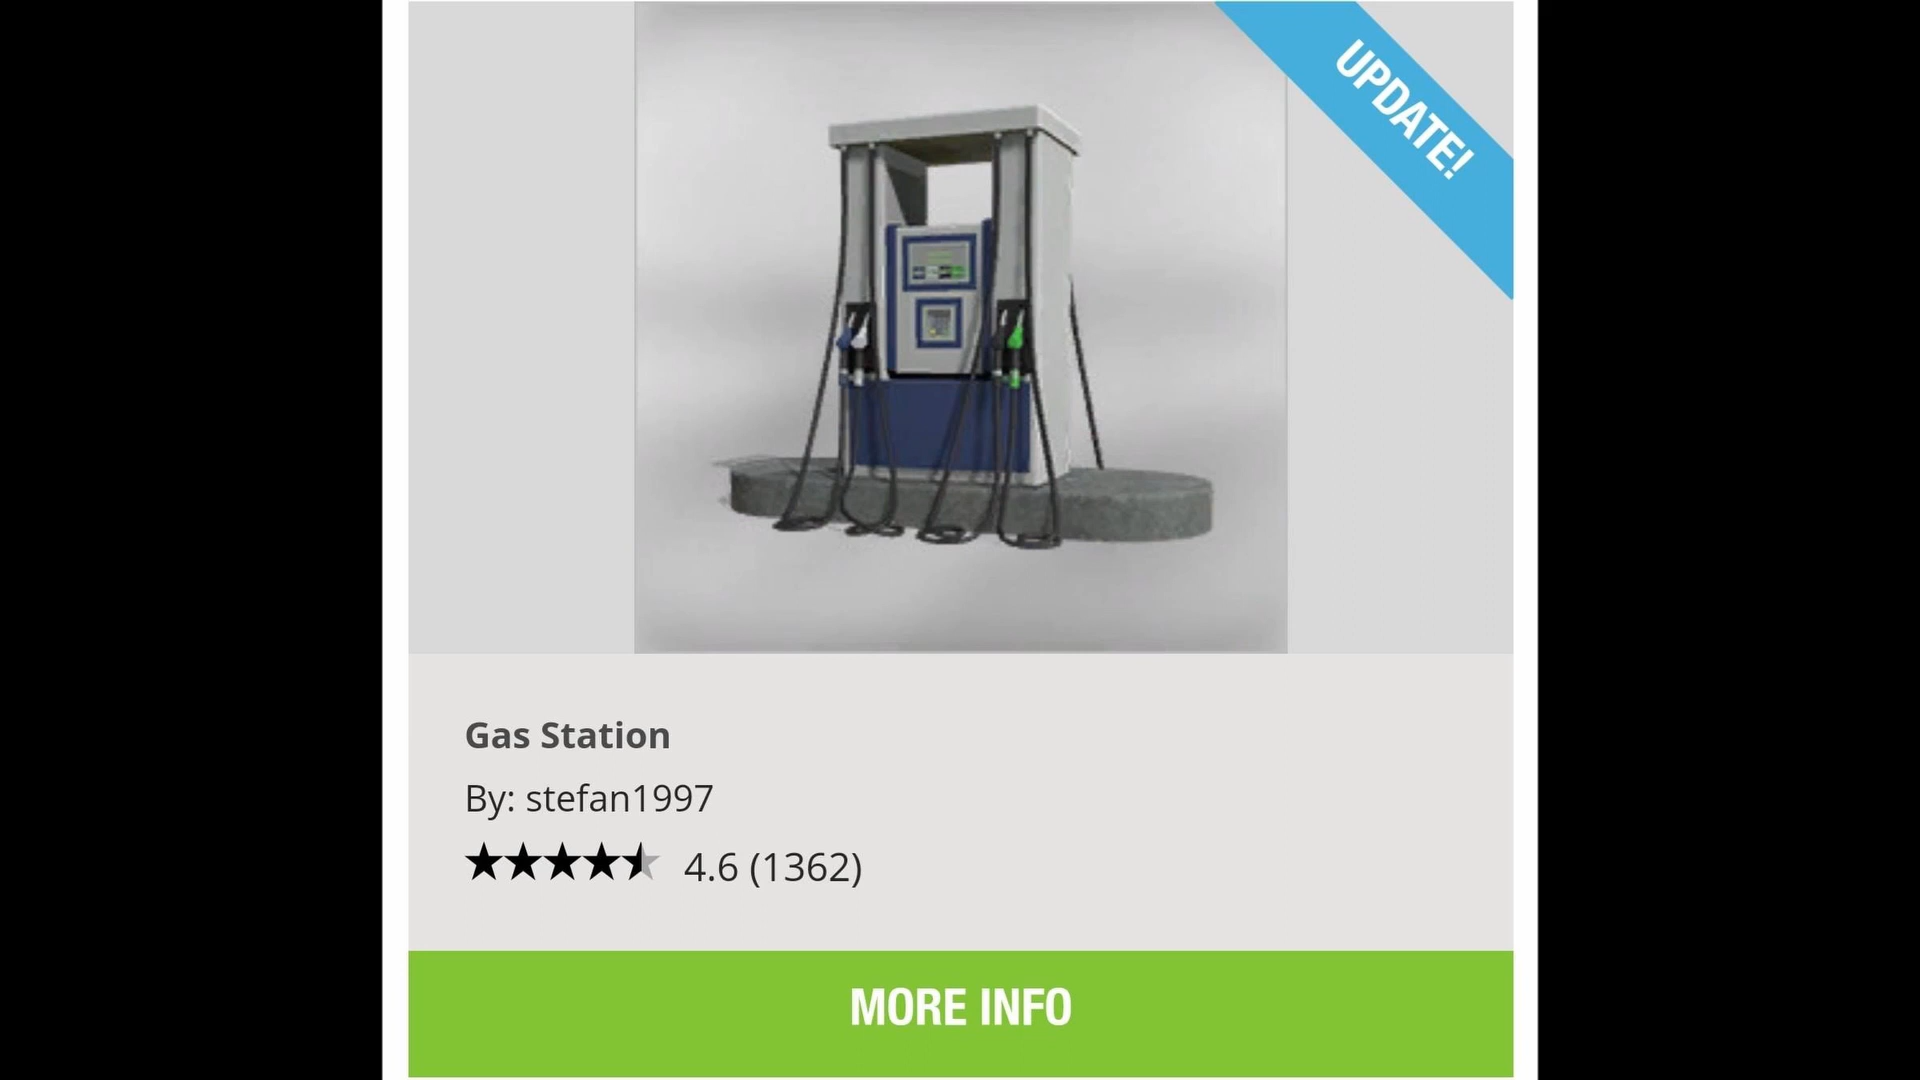 UPDATE!
Gas Station
By: stefan1997
4.6 (1362)
MORE INFO